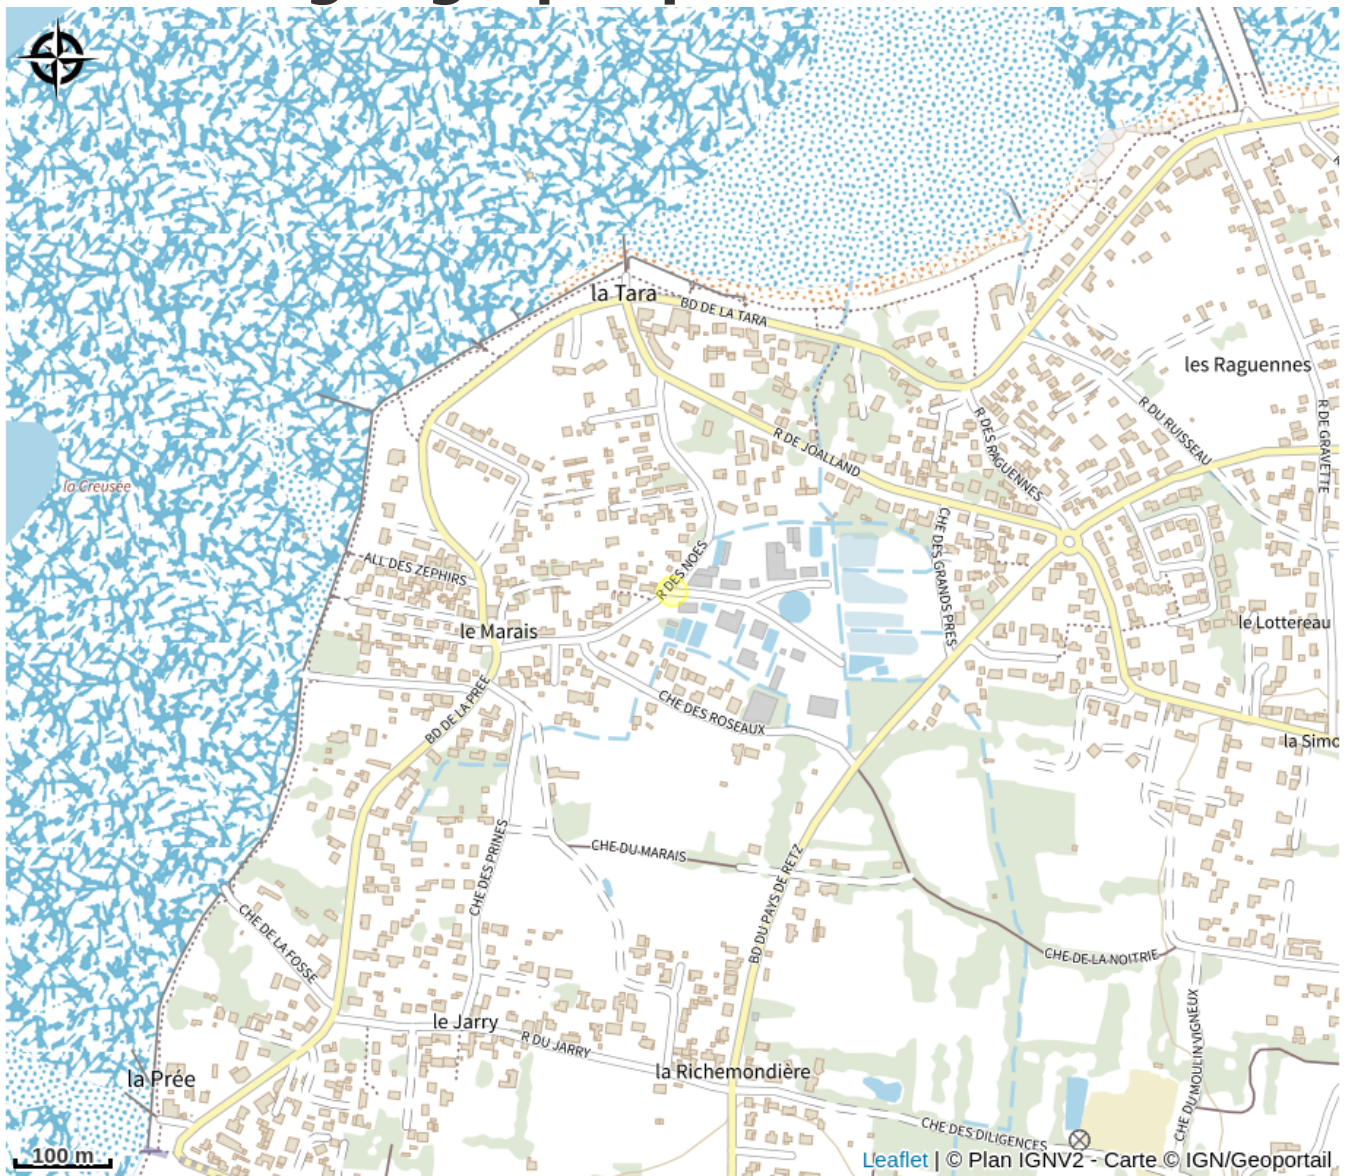 la Tara
BD DE LA TARA
les Raguennes
R DU RUISSEAU
R DE GRAVETTE
R DES RAGUENNES
R DE JOALLAND
la Creusée
CHE DES GRANDS PRES
R DES NOES
ALL DES ZEPHIRS
le Marais
le Lottereau
BD DE LA PREE
CHE DES ROSEAUX
la Simo
CHE DES PRINES
CHE DU MARAIS
BD DU PAYS DE RETZ
CHE DE LA FOSSE
CHE DE LA NOITRIE
CHE DU MOULIN VIGNEUX
le Jarry
R DU JARRY
la Richemondière
la Prée
CHE DES DILIGENCES
100 m
Leaflet | © Plan IGNV2 - Carte © IGN/Geoportail